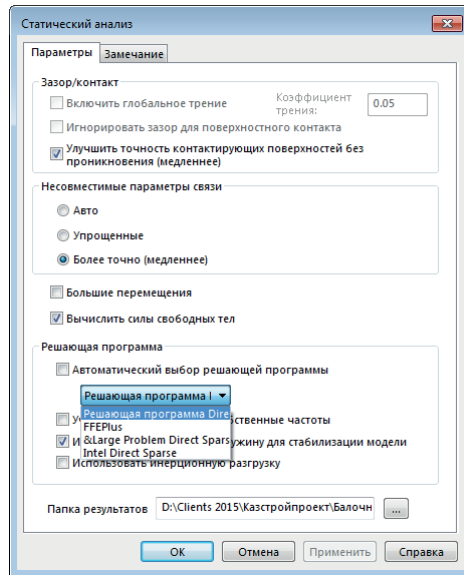 Статический анализ
Параметры Замечание
Зазор/контакт
Включить глобальное трение Коэффициент трения: 0.05
Игнорировать зазор для поверхностного контакта
Улучшить точность контактирующих поверхностей без
проникновения (медленнее)
Несовместимые параметры связи
Авто
Упрощенные
Более точно (медленнее)
Большие перемещения
Вычислить силы свободных тел
Решающая программа
Автоматический выбор решающей программы
Решающая программа I
Решающая программа Dire
FFEPlus
&Large Problem Direct Spars
Intel Direct Sparse
частоты
для стабилизации модели
Использовать инерционную разгрузку
Папка результатов D:\Clients 2015\Казстройпроект\Балочн ...
ОК Отмена Применить Справка